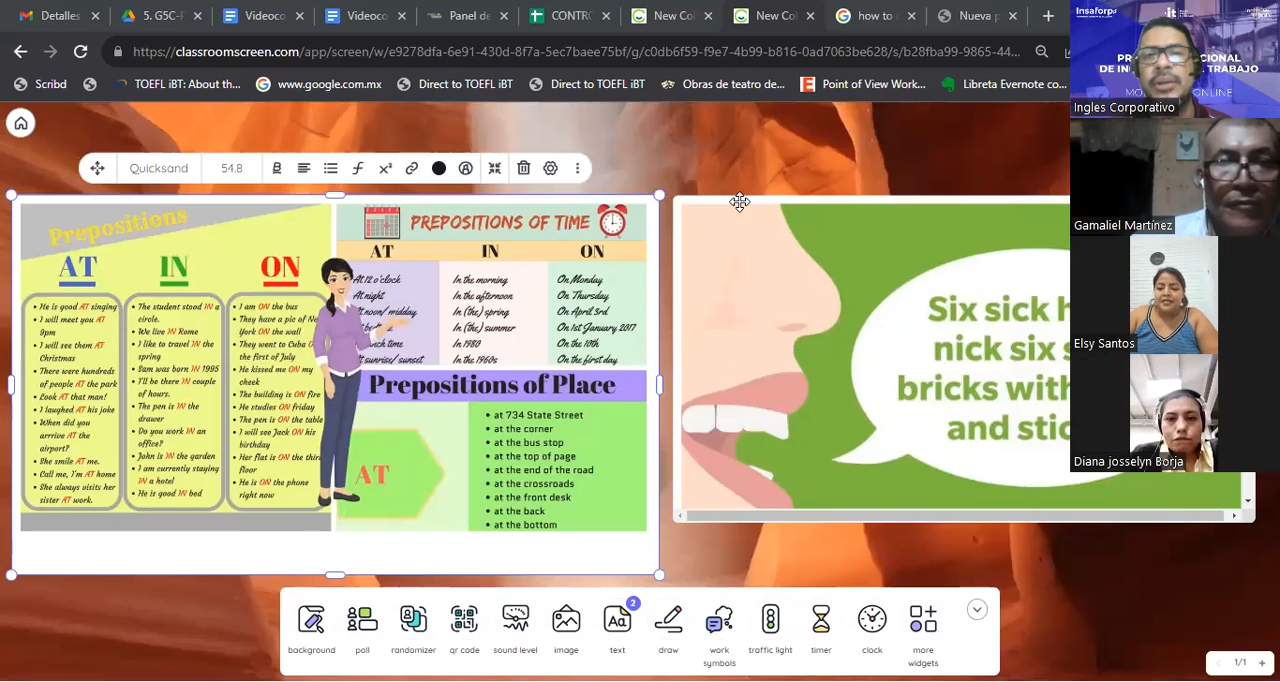 Detalles
5. G5C-P
Videoco
Videoco
Panel de
CONTRO
New Col
New Col
how to u
Nueva p
https://classroomscreen.com/app/screen/w/e9278dfa-6e91-430d-8f7a-5ec7baee75bf/g/c0db6f59-f9e7-4b99-b816-0ad7063be628/s/b28fba99-9865-44...
Scribd
TOEFL iBT: About th...
www.google.com.mx
Direct to TOEFL iBT
Direct to TOEFL iBT
Obras de teatro de...
Point of View Work...
Libreta Evernote co...
Insaforp
.it
DE IN
TRABAJO
ONLINE
Ingles Corporativo
Gamaliel Martínez
Elsy Santos
Diana josselyn Borja
Quicksand
54.8
Prepositions
AT
IN
ON
He is good AT singing
I will meet you AT
9pm
I will see them AT
Christmas
There were hundreds
of people AT the park
Look AT that man!
I laughed AT his joke
When did you
arrrive AT the
airport?
She smile AT me.
Call me, I'm AT home
She always visits her
sister AT work.
The student stood IN a
circle.
We live IN Rome
I like to travel IN the
spring
Sam was born IN 1995
I'll be there IN couple
of hours.
The pen is IN the
drawer
Do you work IN an
office?
John is IN the garden
I am currently staying
IN a hotel
He is good IN bed
I am ON the bus
They have a pic of Ne
York ON the wall
They went to Cuba
the first of July
He kissed me ON my
cheek
The building is ON fire
He studies ON Friday
The pen is ON the table
I will see Jack ON his
birthday
Her flat is ON the thir
floor
He is ON the phone
right now
PREPOSITIONS OF TIME
AT
IN
ON
At 12 o'clock
At night
noon/ midday
time
sunrise/ sunset
In the morning
In the afternoon
In (the) spring
In (the) summer
In 1980
In the 1960s
On Monday
On Thursday
On April 3rd
On 1st January 2017
On the 10th
On the first day
Prepositions of Place
AT
at 734 State Street
at the corner
at the bus stop
at the top of page
at the end of the road
at the crossroads
at the front desk
at the back
at the bottom
Six sick h
nick six s
bricks with
and stic
background
poll
randomizer
qr code
sound level
image
2
text
draw
work
symbols
traffic light
timer
clock
more
widgets
1/1